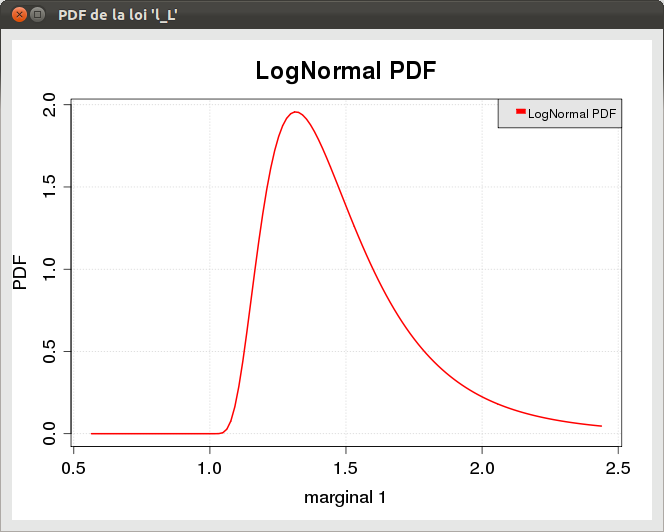 PDF de la loi 'l_L'
LogNormal PDF
LogNormal PDF
PDF
2.0
1.5
1.0
0.5
0.0
0.5 1.0 1.5 2.0 2.5
marginal 1